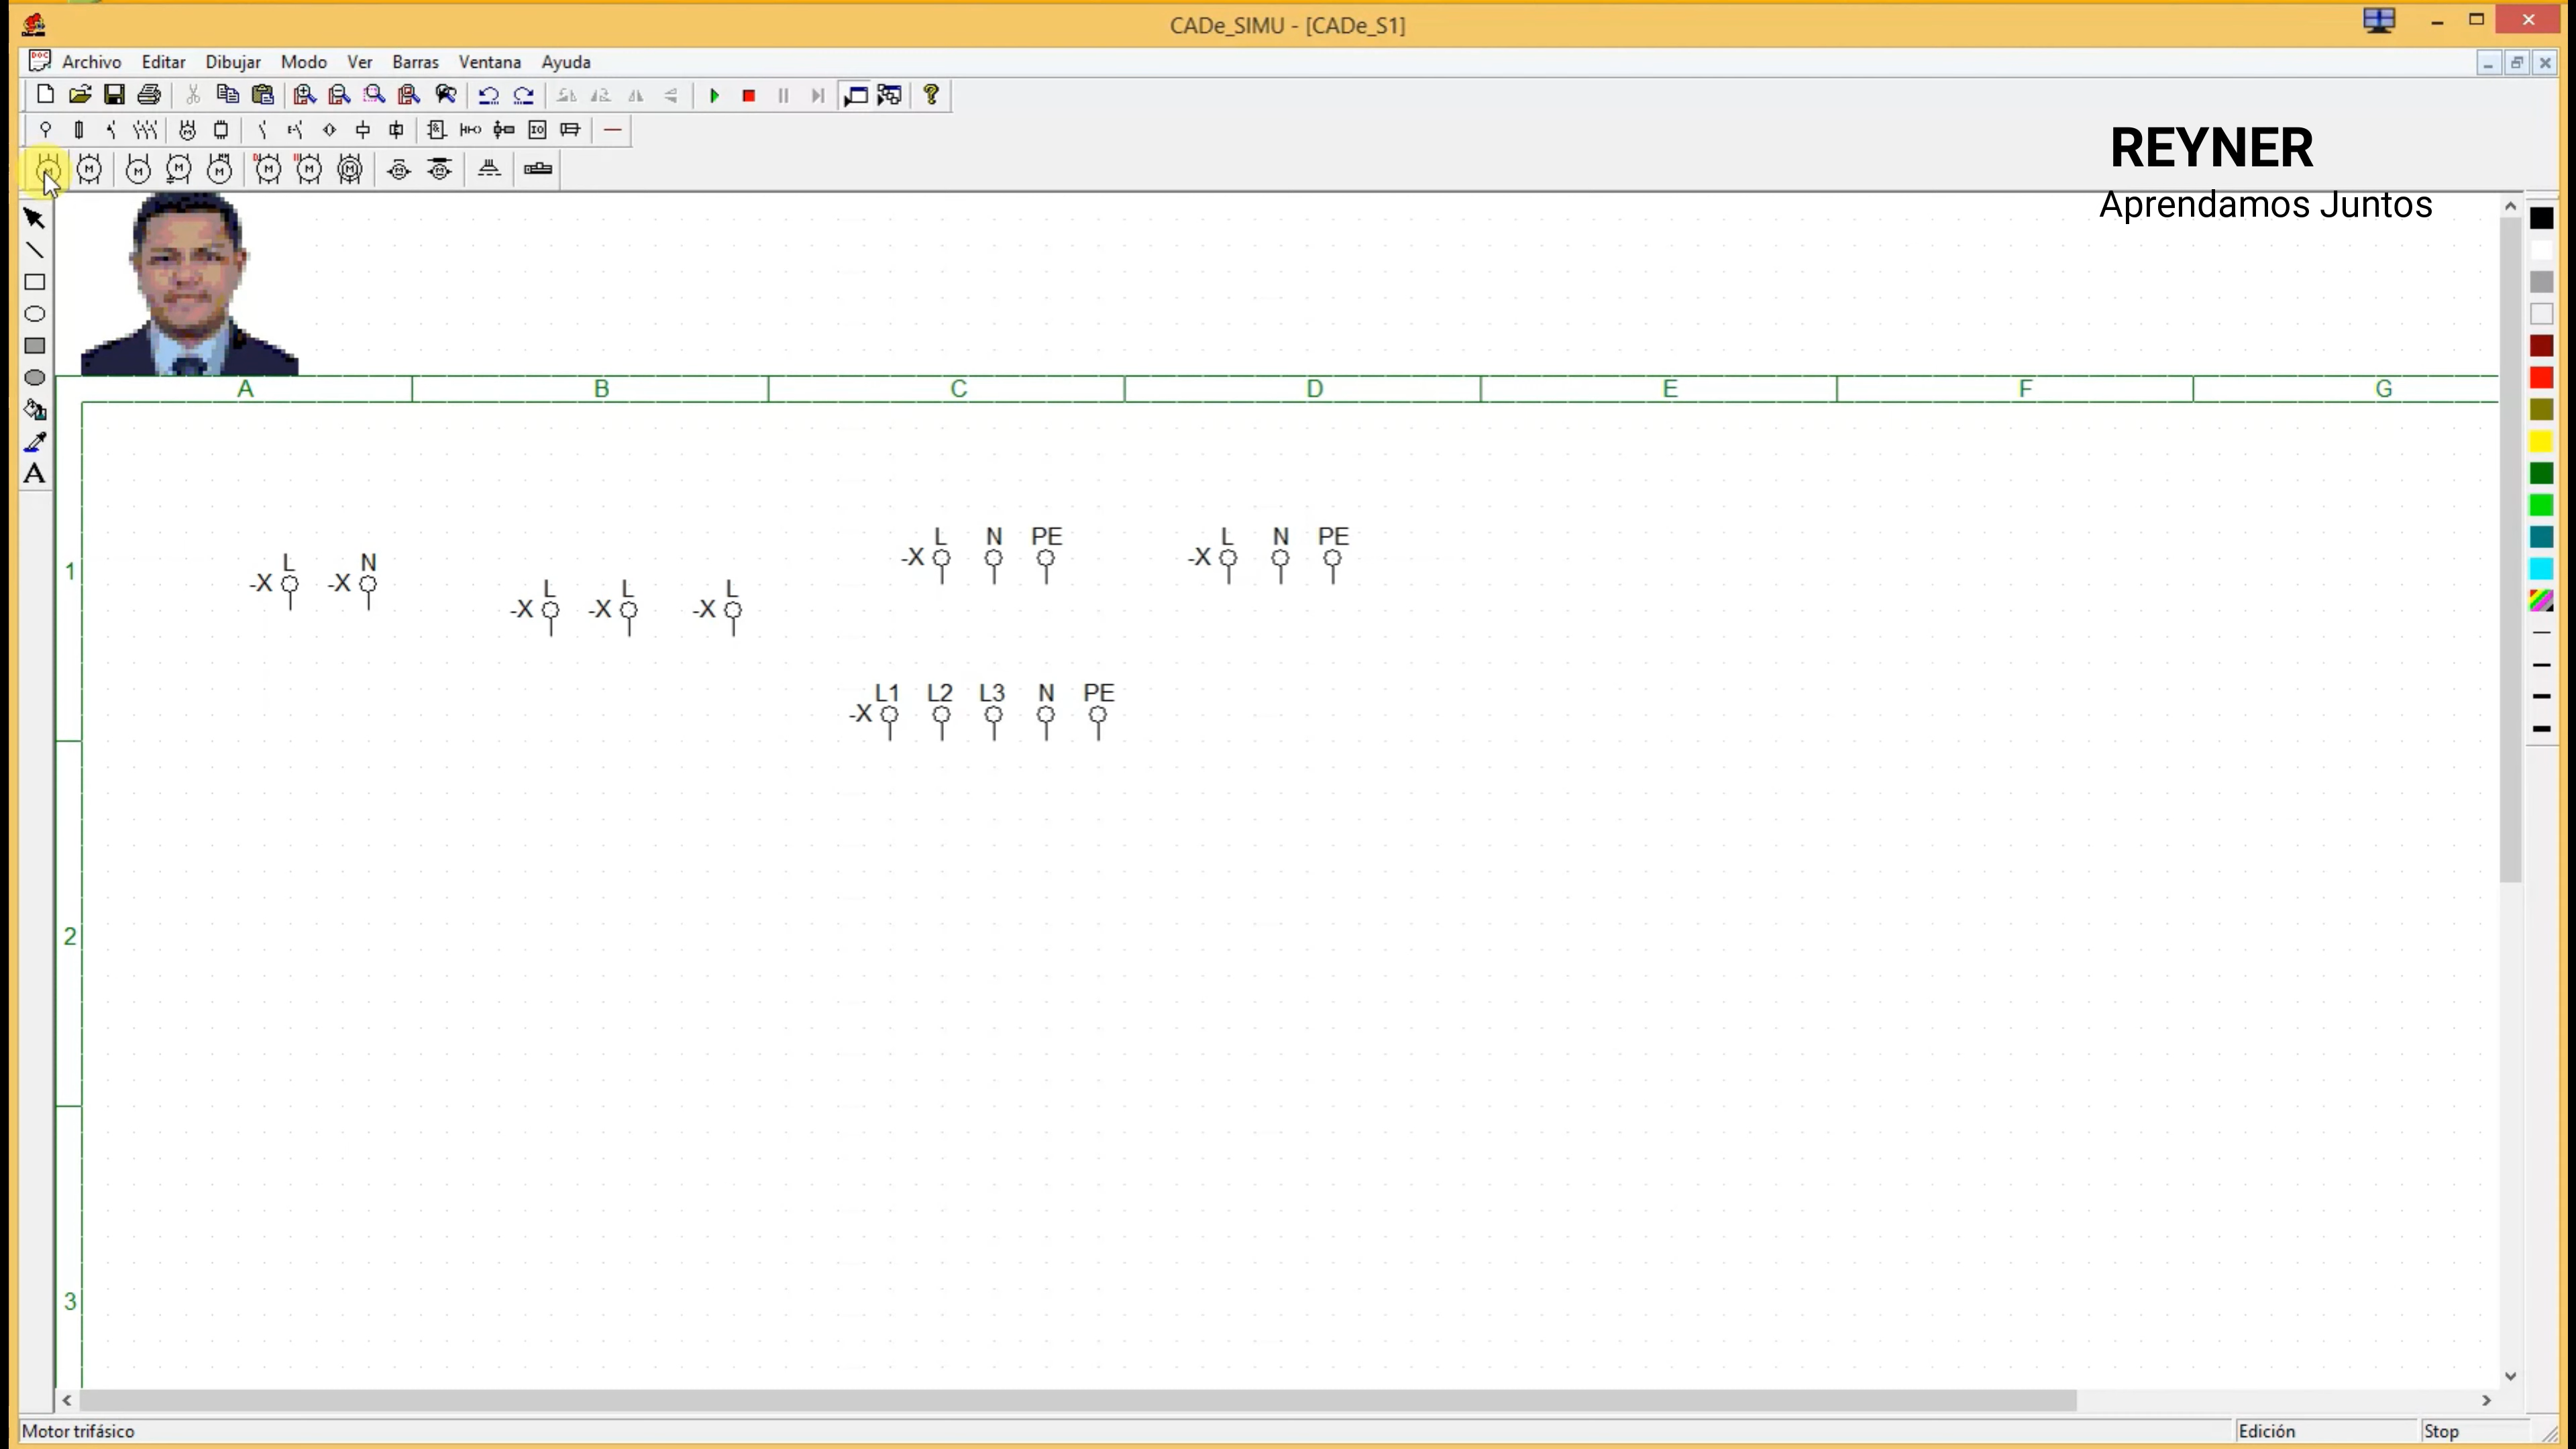 CADe_SIMU - [CADe_S1]
Archivo Editar Dibujar Modo Ver Barras Ventana Ayuda
REYNER
Aprendamos Juntos
A B C D E F G
L N PE L N PE
-X -X
1
L N
-X -X
L L L
-X -X -X
L1 L2 L3 N PE
-X
2
3
Motor trifásico Edición Stop